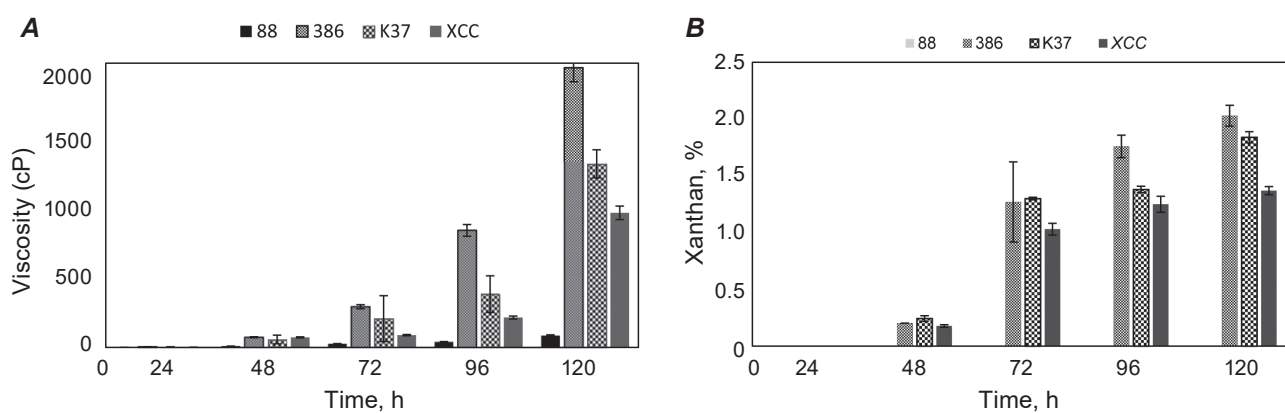 A
88 386 K37 XCC
2000
1500
1000
500
0
Viscosity (cP)
0 24 48 72 96 120
Time, h
B
88 386 K37 XCC
2.5
2.0
1.5
1.0
0.5
0
Xanthan, %
0 24 48 72 96 120
Time, h